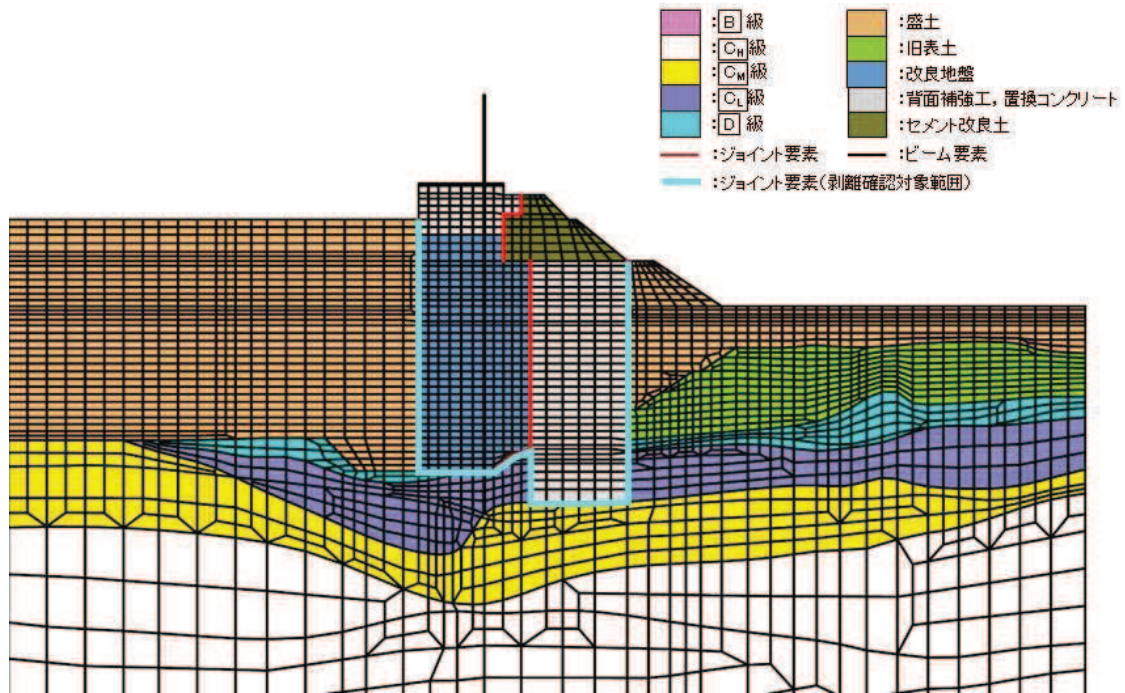 :B 級
:CH級
:CM級
:CL級
:D 級
:ジョイント要素
:ジョイント要素(剥離確認対象範囲)
:盛土
:旧表土
:改良地盤
:背面補強工,置換コンクリート
:セメント改良土
:ビーム要素